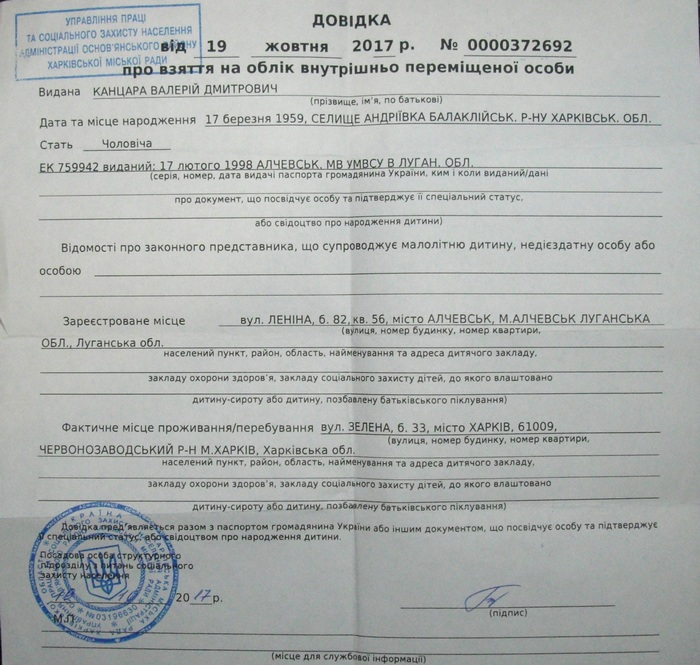 УПРАВЛІННЯ ПРАЦІ
ТА СОЦІАЛЬНОГО ЗАХИСТУ НАСЕЛЕННЯ
АДМІНІСТРАЦІЇ ОСНОВ'ЯНСЬКОГО РАЙОНУ
ХАРКІВСЬКОЇ МІСЬКОЇ РАДИ
ДОВІДКА
від 19 жовтня 2017 р. № 0000372692
про взяття на облік внутрішньо переміщеної особи
Видана КАНЦАРА ВАЛЕРІЙ ДМИТРОВИЧ
(прізвище, ім'я, по батькові)
Дата та місце народження 17 березня 1959, СЕЛИЩЕ АНДРІЇВКА БАЛАКЛІЙСЬК. Р-НУ ХАРКІВСЬК. ОБЛ.
Стать Чоловіча
ЕК 759942 виданий: 17 лютого 1998 АЛЧЕВСЬК. МВ УМВСУ В ЛУГАН. ОБЛ.
(серія, номер, дата видачі паспорта громадянина України, ким і коли виданий/дані
про документ, що посвідчує особу та підтверджує її спеціальний статус,
або свідоцтво про народження дитини)
Відомості про законного представника, що супроводжує малолітню дитину, недієздатну особу або
особою
Зареєстроване місце вул. ЛЕНІНА, б. 82, кв. 56, місто АЛЧЕВСЬК, М.АЛЧЕВСЬК ЛУГАНСЬКА
(вулиця, номер будинку, номер квартири,
ОБЛ., Луганська обл.
населений пункт, район, область, найменування та адреса дитячого закладу,
закладу охорони здоров'я, закладу соціального захисту дітей, до якого влаштовано
дитину-сироту або дитину, позбавлену батьківського піклування)
Фактичне місце проживання/перебування вул. ЗЕЛЕНА, б. 33, місто ХАРКІВ, 61009,
(вулиця, номер будинку, номер квартири,
ЧЕРВОНОЗАВОДСЬКИЙ Р-Н М.ХАРКІВ, Харківська обл.
населений пункт, район, область, найменування та адреса дитячого закладу,
закладу охорони здоров'я, закладу соціального захисту дітей, до якого влаштовано
дитину-сироту або дитину, позбавлену батьківського піклування)
Довідка пред'являється разом з паспортом громадянина України або іншим документом, що посвідчує особу та підтверджує
її спеціальний статус, або свідоцтвом про народження дитини.
Посадова особа структурного
підрозділу з питань соціального
захисту населення
УКРАЇНА
№ 03196630
20 17 р.
(підпис)
М.П.
(місце для службової інформації)